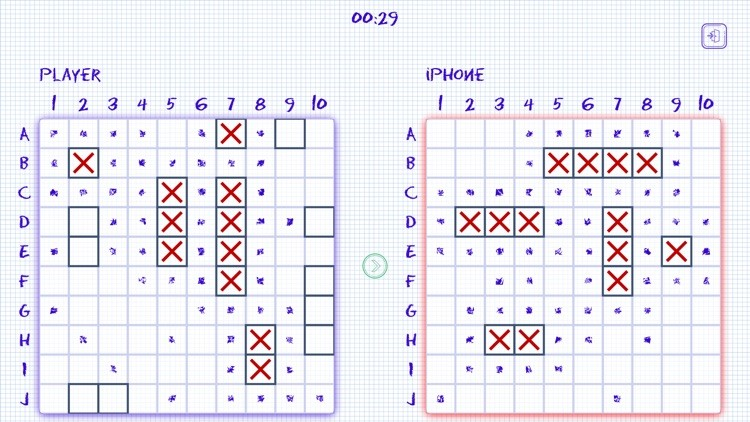 00:29
PLAYER
iPHONE
1 2 3 4 5 6 7 8 9 10
1 2 3 4 5 6 7 8 9 10
A
B
C
D
E
F
G
H
I
J
A
B
C
D
E
F
G
H
I
J